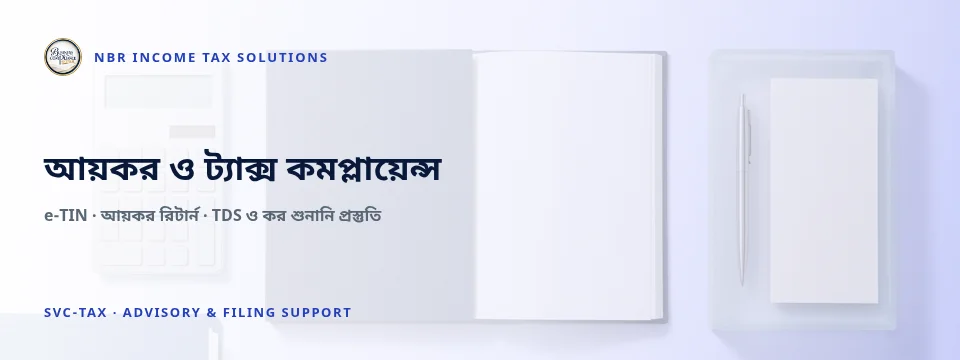 NBR INCOME TAX SOLUTIONS
আয়কর ও ট্যাক্স কমপ্লায়েন্স
e-TIN · আয়কর রিটার্ন · TDS ও কর শুনানি প্রস্তুতি
SVC-TAX · ADVISORY & FILING SUPPORT